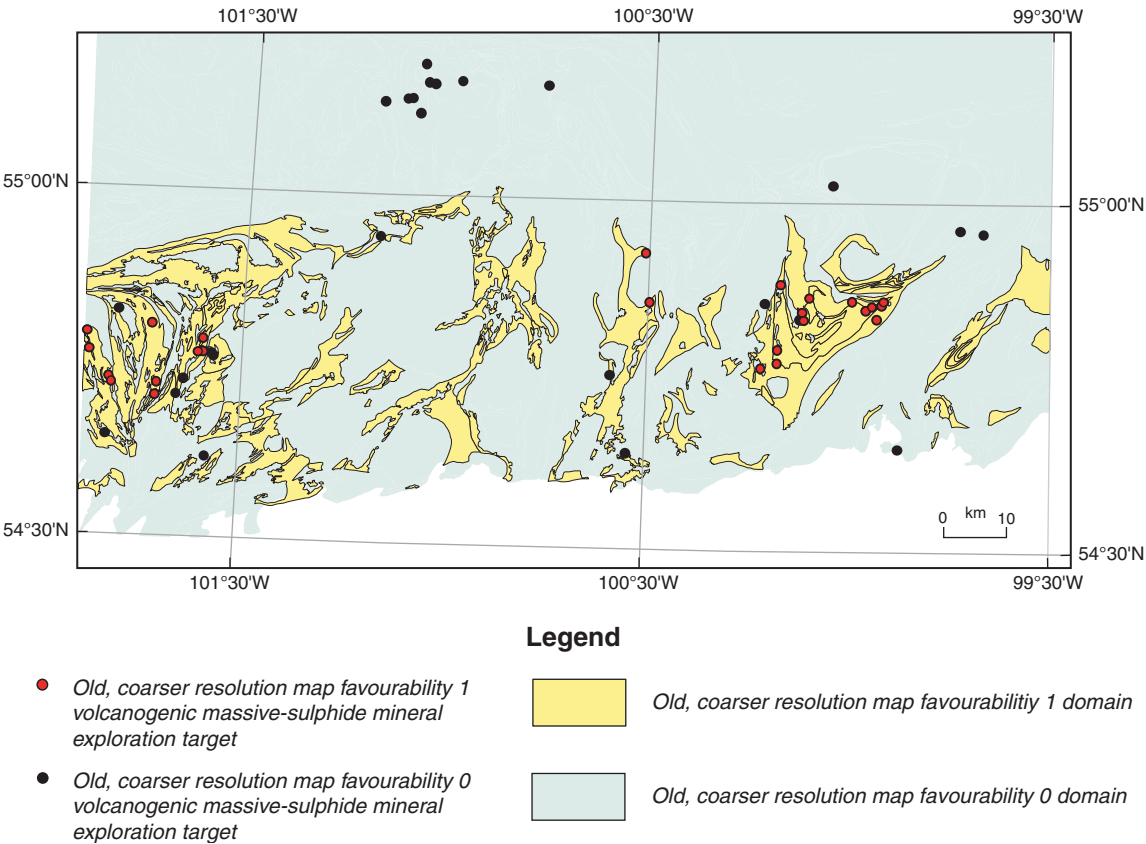 101°30'W 100°30'W 99°30'W
55°00'N
55°00'N
54°30'N
54°30'N
0 km 10
101°30'W 100°30'W 99°30'W
Legend
Old, coarser resolution map favourability 1
volcanogenic massive-sulphide mineral
exploration target
Old, coarser resolution map favourabilitiy 1 domain
Old, coarser resolution map favourability 0
volcanogenic massive-sulphide mineral
exploration target
Old, coarser resolution map favourability 0 domain